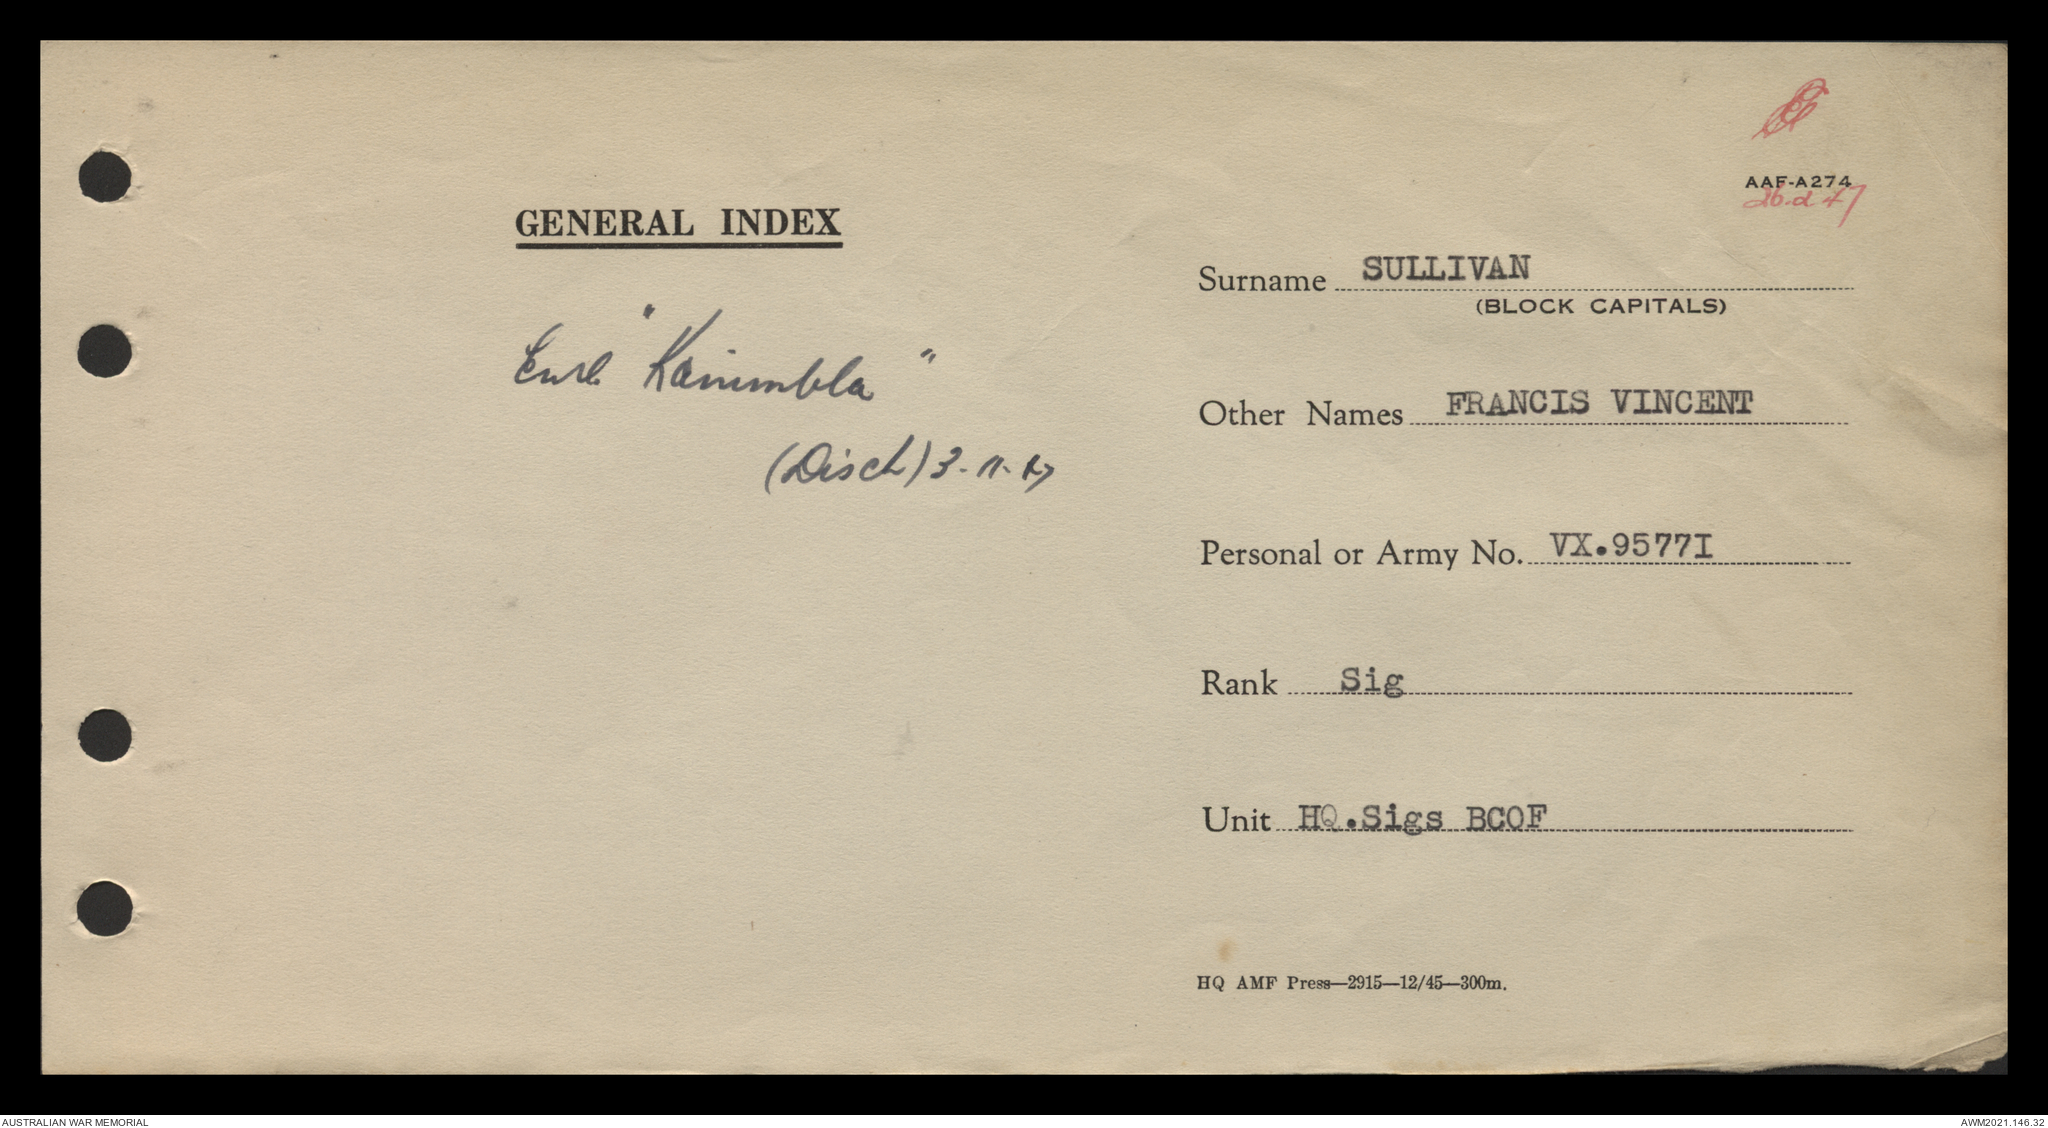 AAF-A274
26.2.47
GENERAL INDEX
Surname SULLIVAN
(BLOCK CAPITALS)
"Kanimbla"
(Disch) 3-11-47
Other Names FRANCIS VINCENT
Personal or Army No. VX.9577I
Rank Sig
Unit HQ.Sigs BCOF
HQ AMF Press—2915—12/45—300m.
AUSTRALIAN WAR MEMORIAL
AWM2021.146.32